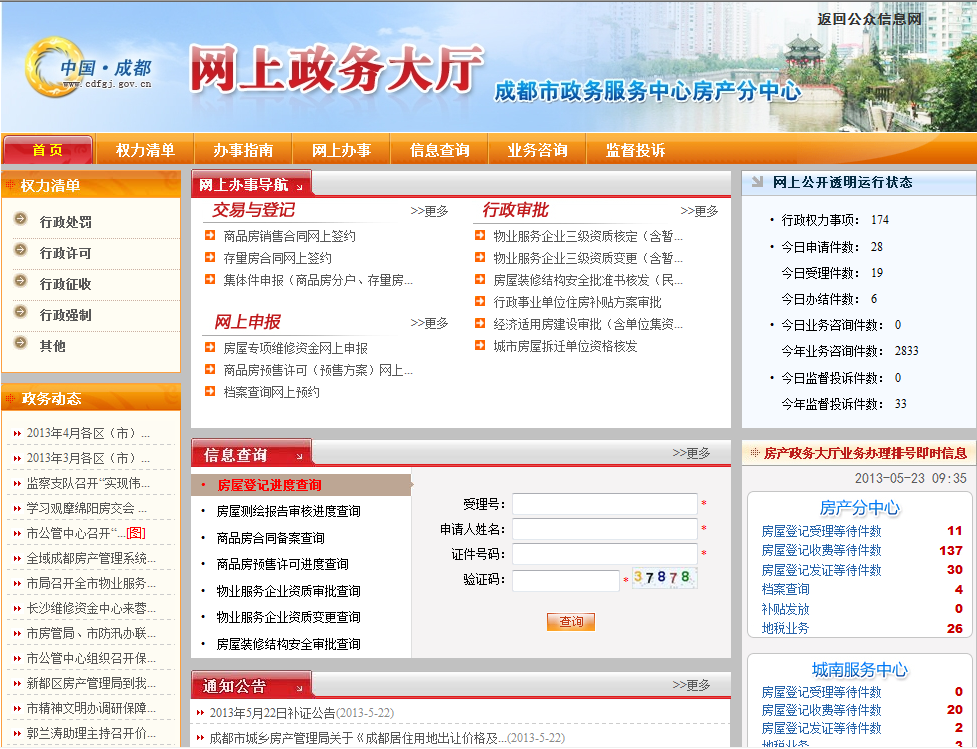 返回公众信息网
中国·成都
www.cdfgj.gov.cn
网上政务大厅
成都市政务服务中心房产分中心
首页 权力清单 办事指南 网上办事 信息查询 业务咨询 监督投诉
权力清单
行政处罚
行政许可
行政征收
行政强制
其他
政务动态
2013年4月各区（市）...
2013年3月各区（市）...
监察支队召开“实现伟...
学习观摩绵阳房交会 ...
市公管中心召开“...[图]
全域成都房产管理系统...
市局召开全市物业服务...
长沙维修资金中心来蓉...
市房管局、市防汛办联...
市公管中心组织召开保...
新都区房产管理局到我...
市精神文明办调研保障...
郭兰涛助理主持召开价...
网上办事导航
交易与登记 >>更多
商品房销售合同网上签约
存量房合同网上签约
集体件申报（商品房分户、存量房...
网上申报 >>更多
房屋专项维修资金网上申报
商品房预售许可（预售方案）网上...
档案查询网上预约
行政审批 >>更多
物业服务企业三级资质核定（含暂...
物业服务企业三级资质变更（含暂...
房屋装修结构安全批准书核发（民...
行政事业单位住房补贴方案审批
经济适用房建设审批（含单位集资...
城市房屋拆迁单位资格核发
信息查询 >>更多
房屋登记进度查询
房屋测绘报告审核进度查询
商品房合同备案查询
商品房预售许可进度查询
物业服务企业资质审批查询
物业服务企业资质变更查询
房屋装修结构安全审批查询
受理号： *
申请人姓名： *
证件号码： *
验证码： * 37878
查询
通知公告 >>更多
2013年5月22日补证公告(2013-5-22)
成都市城乡房产管理局关于《成都居住用地出让价格及...(2013-5-22)
网上公开透明运行状态
• 行政权力事项： 174
• 今日申请件数： 28
今日受理件数： 19
今日办结件数： 6
• 今日业务咨询件数： 0
今年业务咨询件数： 2833
• 今日监督投诉件数： 0
今年监督投诉件数： 33
房产政务大厅业务办理排号即时信息
2013-05-23 09:35
房产分中心
房屋登记受理等待件数 11
房屋登记收费等待件数 137
房屋登记发证等待件数 30
档案查询 4
补贴发放 0
地税业务 26
城南服务中心
房屋登记受理等待件数 0
房屋登记收费等待件数 20
房屋登记发证等待件数 2